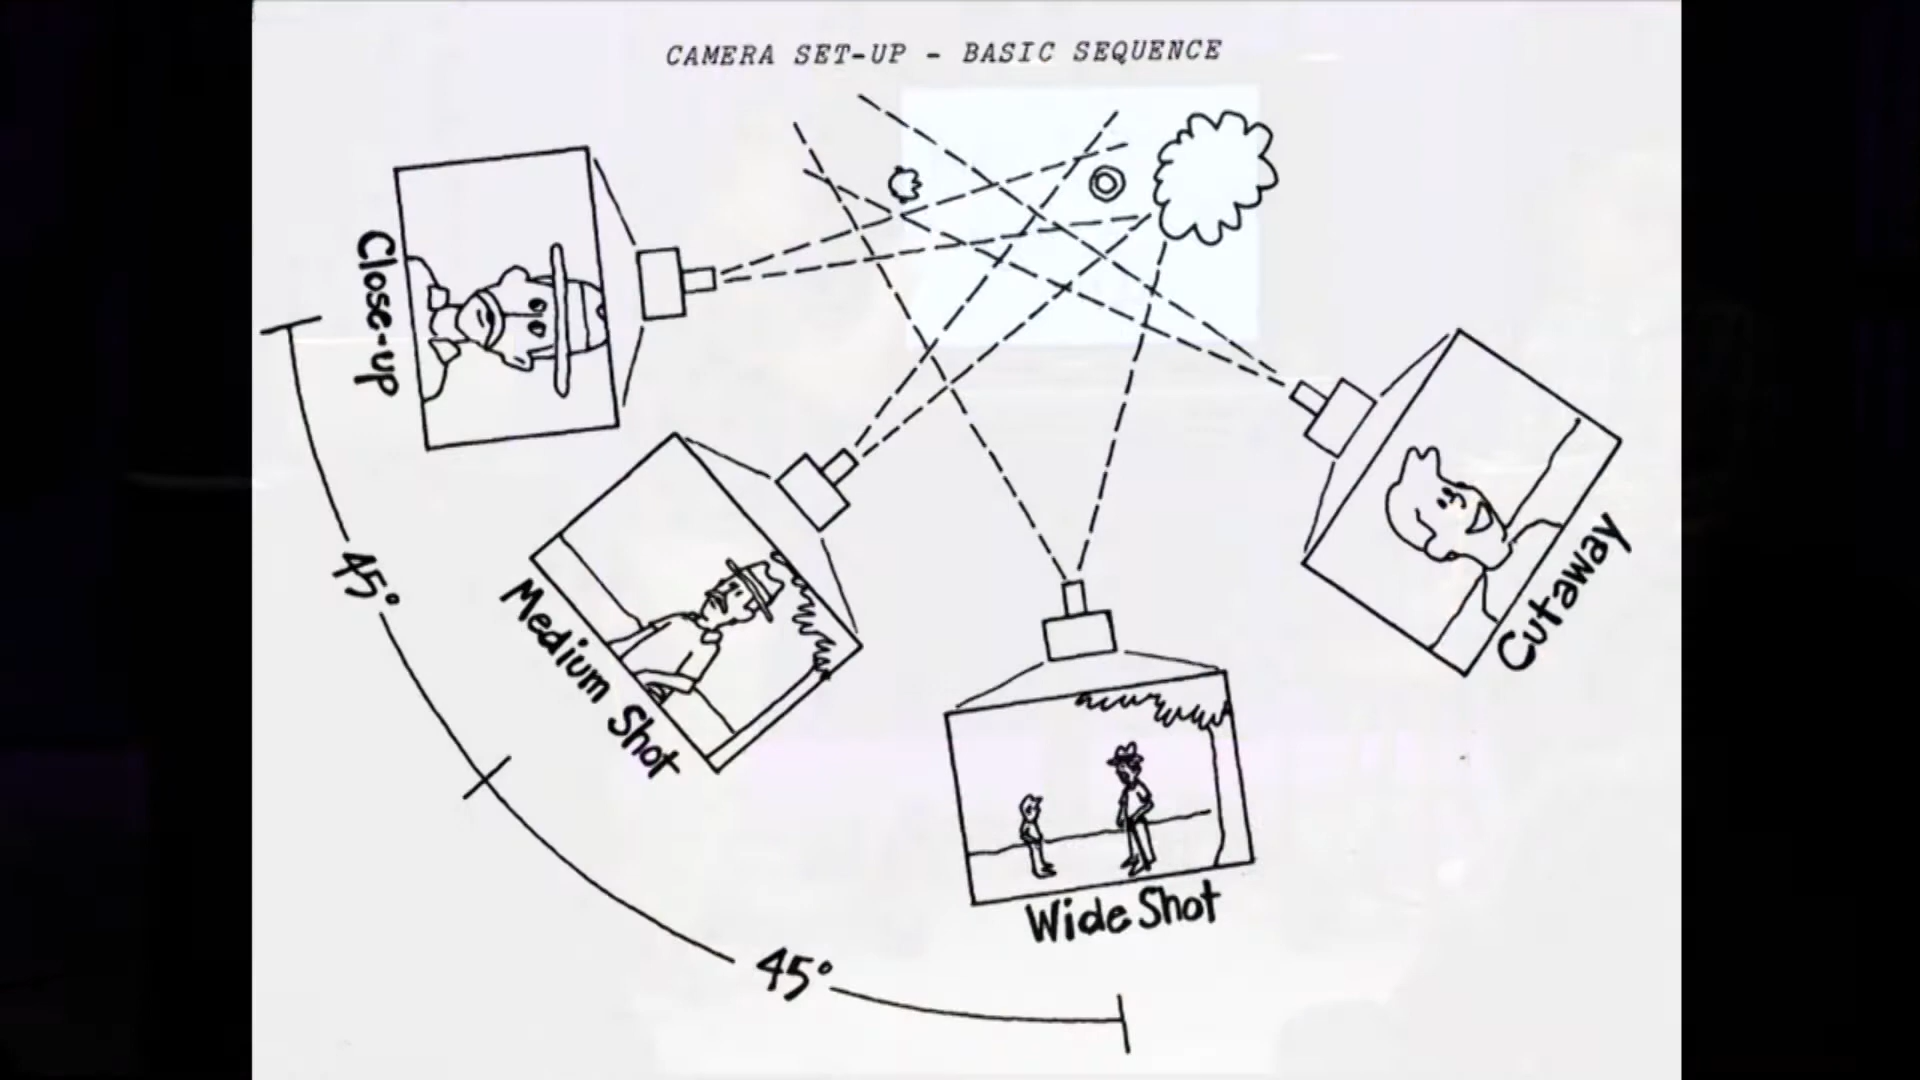 CAMERA SET-UP - BASIC SEQUENCE
Close-up
45°
Medium Shot
Cutaway
Wide Shot
45°